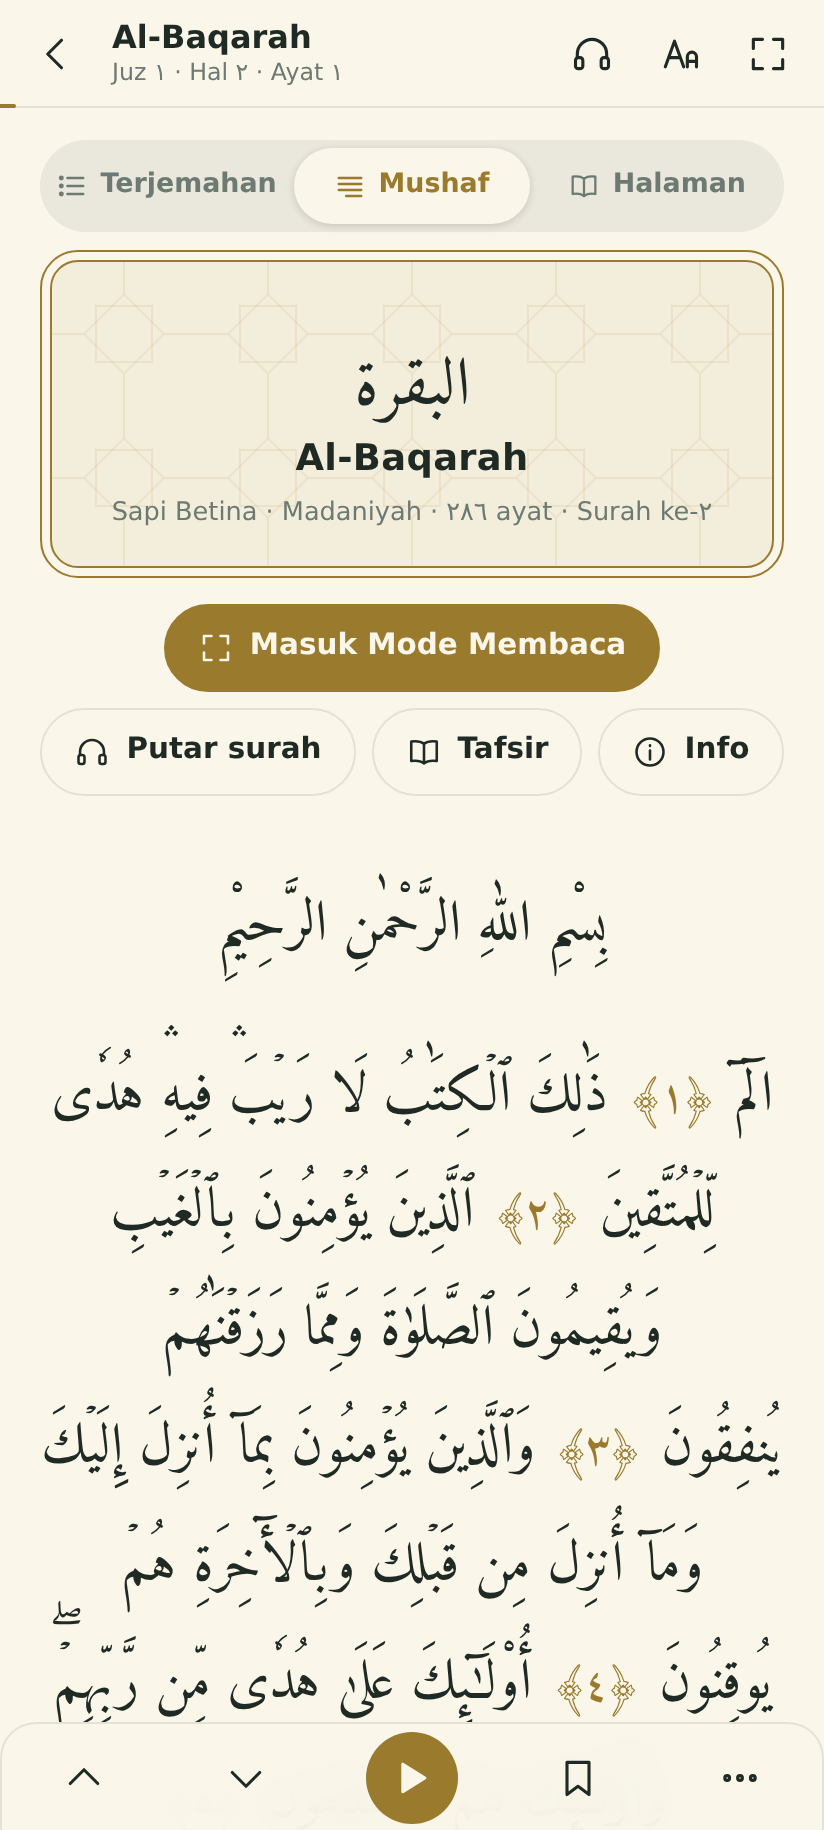 Al-Baqarah
Juz ١ · Hal ٢ · Ayat ١
Terjemahan
Mushaf
Halaman
البقرة
Al-Baqarah
Sapi Betina · Madaniyah · ٢٨٦ ayat · Surah ke-٢
Masuk Mode Membaca
Putar surah
Tafsir
Info
بِسْمِ اللّٰهِ الرَّحْمٰنِ الرَّحِيْمِ
الٓمٓ ﴿١﴾ ذَٰلِكَ ٱلْكِتَٰبُ لَا رَيْبَ ۛ فِيهِ ۛ هُدًى
لِّلْمُتَّقِينَ ﴿٢﴾ ٱلَّذِينَ يُؤْمِنُونَ بِٱلْغَيْبِ
وَيُقِيمُونَ ٱلصَّلَوٰةَ وَمِمَّا رَزَقْنَٰهُمْ
يُنفِقُونَ ﴿٣﴾ وَٱلَّذِينَ يُؤْمِنُونَ بِمَآ أُنزِلَ إِلَيْكَ
وَمَآ أُنزِلَ مِن قَبْلِكَ وَبِٱلْأَخِرَةِ هُمْ
يُوقِنُونَ ﴿٤﴾ أُوْلَٰٓئِكَ عَلَىٰ هُدًى مِّن رَّبِّهِمْ ۖ